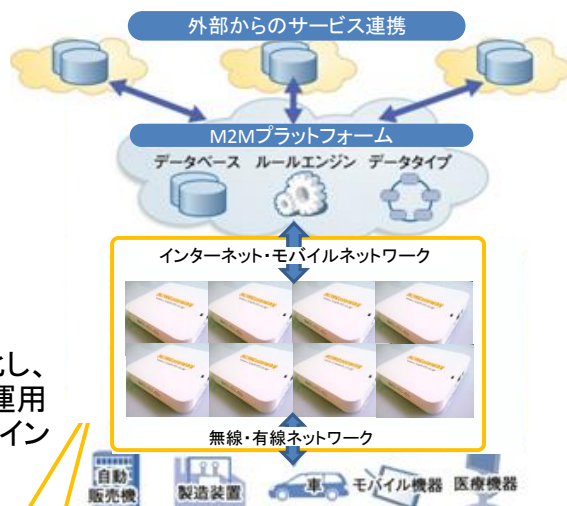 外部からのサービス連携
M2Mプラットフォーム
データベース ルールエンジン データタイプ
インターネット・モバイルネットワーク
化し、
運用
イン
無線・有線ネットワーク
自動
販売機 製造装置 車 モバイル機器 医療機器